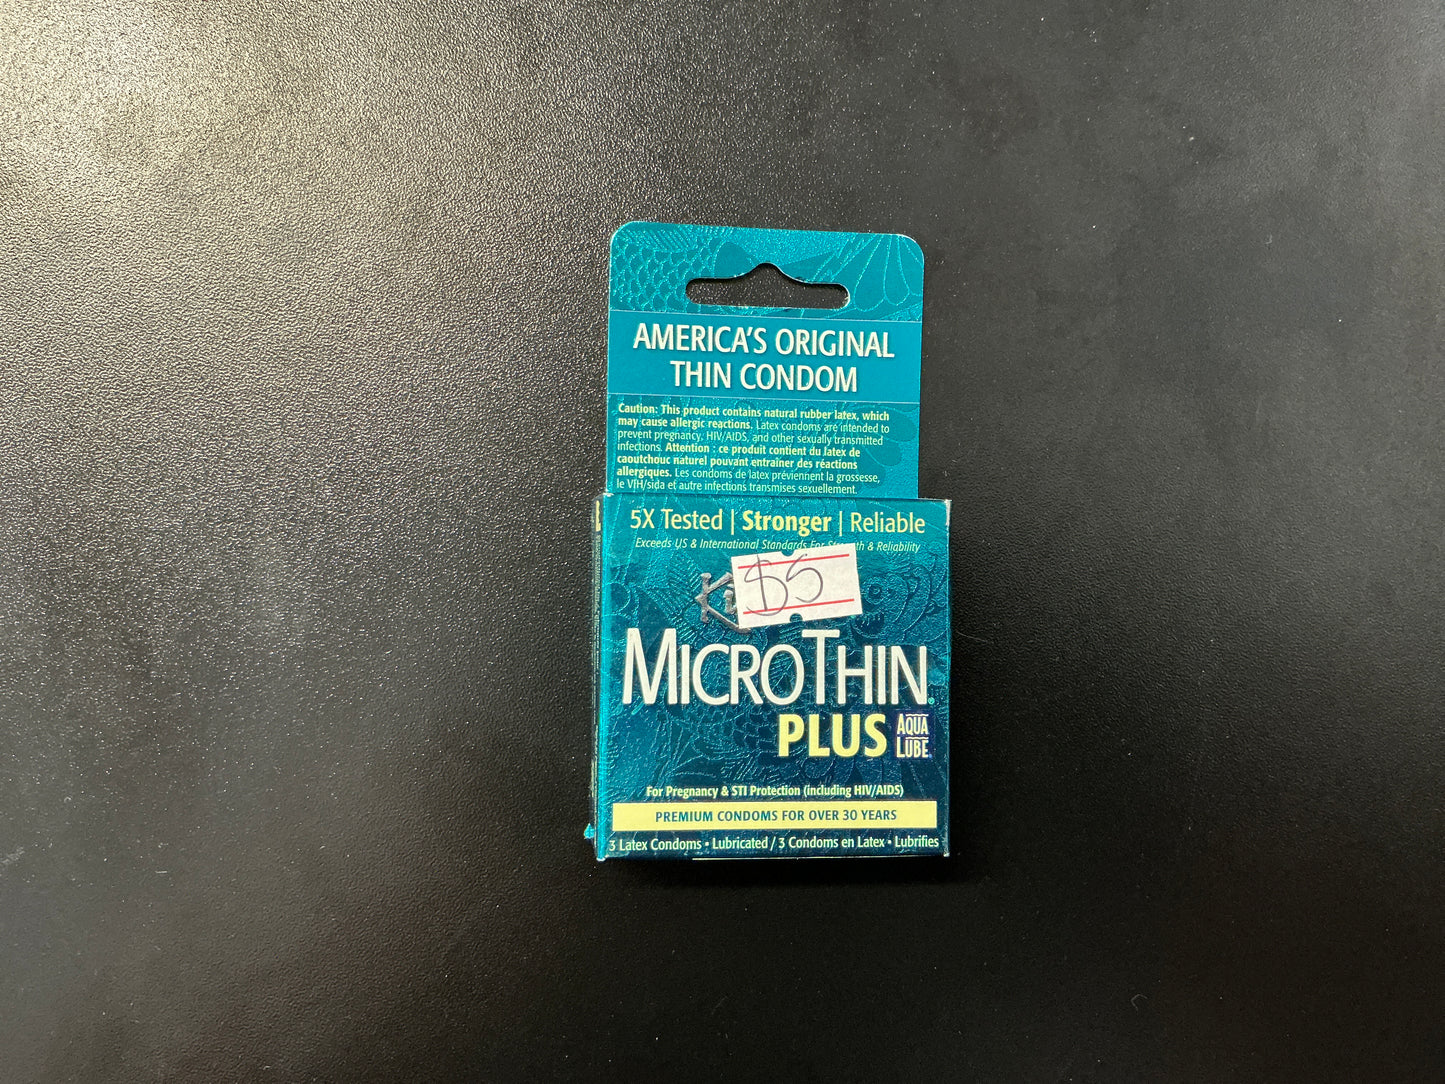 AMERICA'S ORIGINAL
THIN CONDOM
Caution: This product contains natural rubber latex, which
may cause allergic reactions. Latex condoms are intended to
prevent pregnancy, HIV/AIDS, and other sexually transmitted
infections. Attention : ce produit contient du latex de
caoutchouc naturel pouvant entraîner des réactions
allergiques. Les condoms de latex préviennent la grossesse,
le VIH/sida et autre infections transmises sexuellement.
5X Tested | Stronger | Reliable
Exceeds US & International Standards For & Reliability
$5
MICROTHIN®
PLUS
AQUA
LUBE
For Pregnancy & STI Protection (including HIV/AIDS)
PREMIUM CONDOMS FOR OVER 30 YEARS
3 Latex Condoms • Lubricated / 3 Condoms en Latex • Lubrifies